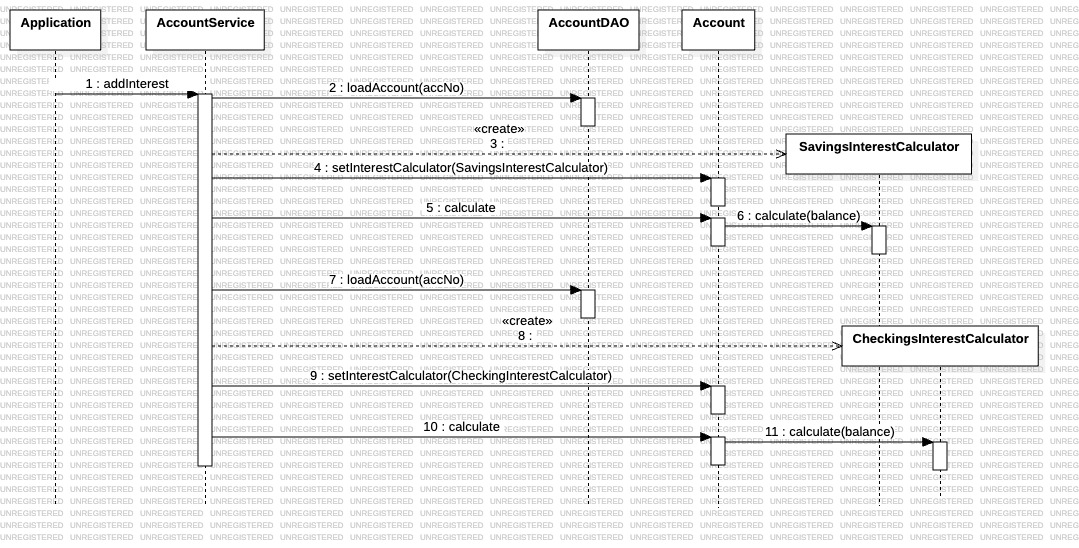 Application
AccountService
AccountDAO
Account
1 : addInterest
2 : loadAccount(accNo)
«create»
3 :
SavingsInterestCalculator
4 : setInterestCalculator(SavingsInterestCalculator)
5 : calculate
6 : calculate(balance)
7 : loadAccount(accNo)
«create»
8 :
CheckingsInterestCalculator
9 : setInterestCalculator(CheckingInterestCalculator)
10 : calculate
11 : calculate(balance)
UNREGISTERED